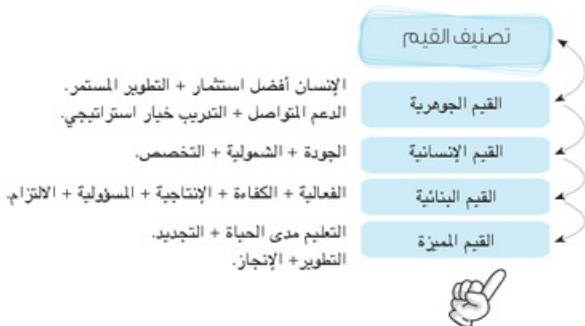 تصنيف القيم
القيم الجوهرية
الإنسان أفضل استثمار + التطوير المستمر.
الدعم المتواصل + التدريب خيار استراتيجي.
القيم الإنسانية
الجودة + الشمولية + التخصص.
القيم البنائية
الفعالية + الكفاءة + الإنتاجية + المسؤولية + الالتزام.
القيم المميزة
التعليم مدى الحياة + التجديد.
التطوير+ الإنجاز.